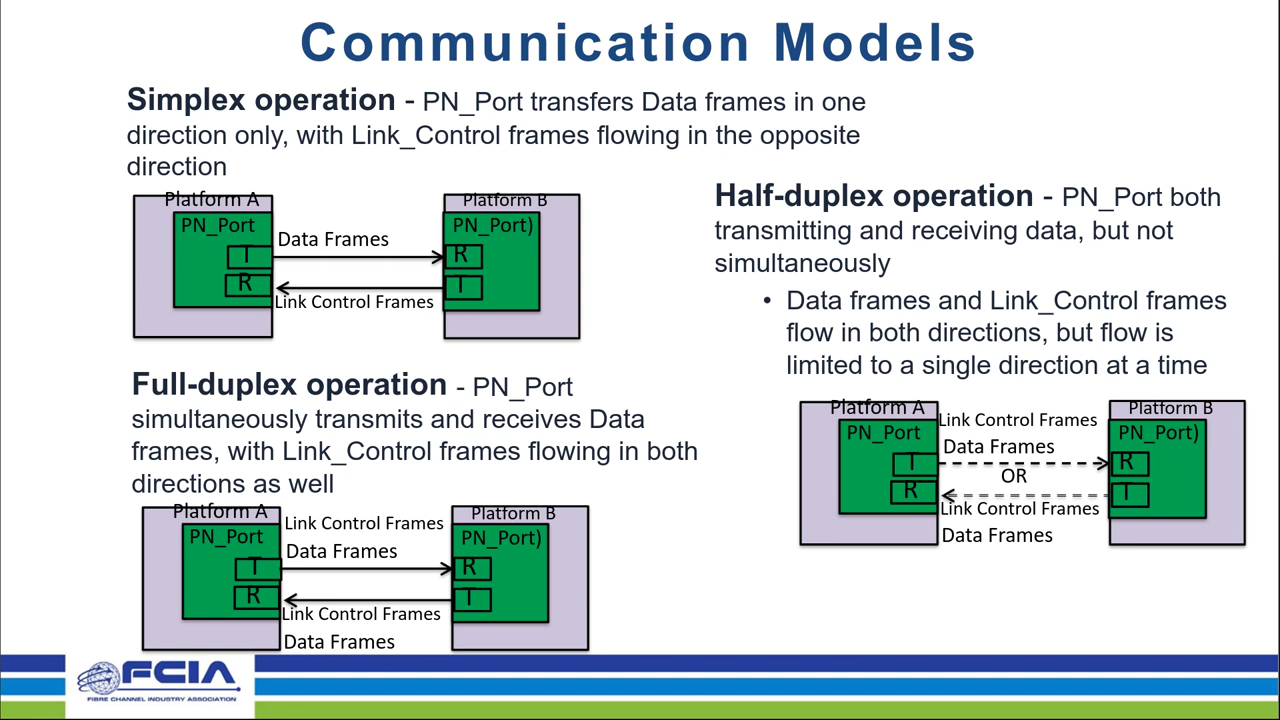 Communication Models
Simplex operation - PN_Port transfers Data frames in one
direction only, with Link_Control frames flowing in the opposite
direction
Platform A
PN_Port
T
R
Data Frames
Link Control Frames
Platform B
PN_Port)
R
T
Half-duplex operation - PN_Port both
transmitting and receiving data, but not
simultaneously
• Data frames and Link_Control frames
flow in both directions, but flow is
limited to a single direction at a time
Platform A
PN_Port
T
R
Link Control Frames
Data Frames
OR
Link Control Frames
Data Frames
Platform B
PN_Port)
R
T
Full-duplex operation - PN_Port
simultaneously transmits and receives Data
frames, with Link_Control frames flowing in both
directions as well
Platform A
PN_Port
T
R
Link Control Frames
Data Frames
Link Control Frames
Data Frames
Platform B
PN_Port)
R
T
FCIA
FIBRE CHANNEL INDUSTRY ASSOCIATION